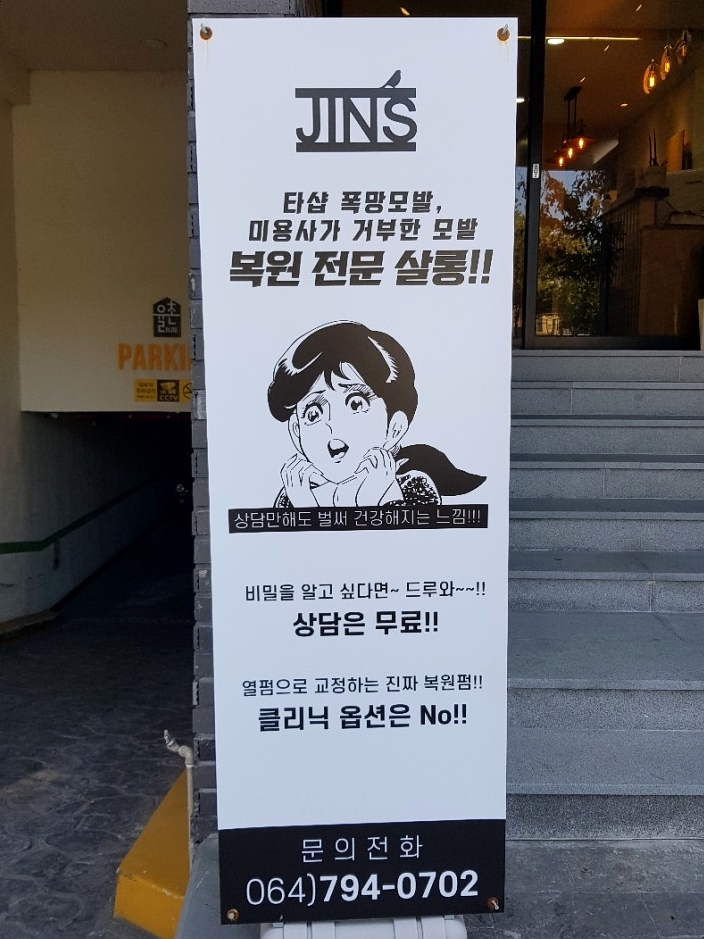 JIN'S
타샵 폭망모발,
미용사가 거부한 모발
복원 전문 살롱!!
상담만해도 벌써 건강해지는 느낌!!!
비밀을 알고 싶다면~ 드루와~~!!
상담은 무료!!
열펌으로 교정하는 진짜 복원펌!!
클리닉 옵션은 No!!
문의전화
064)794-0702
율촌
PARKI
CCTV